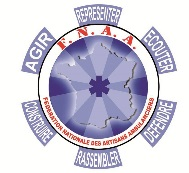 REPRESENTER
AGIR
ECOUTER
F.N.A.A.
FEDERATION NATIONALE DES ARTISANS AMBULANCIERS
CONSTRUIRE
DEFENDRE
RASSEMBLER